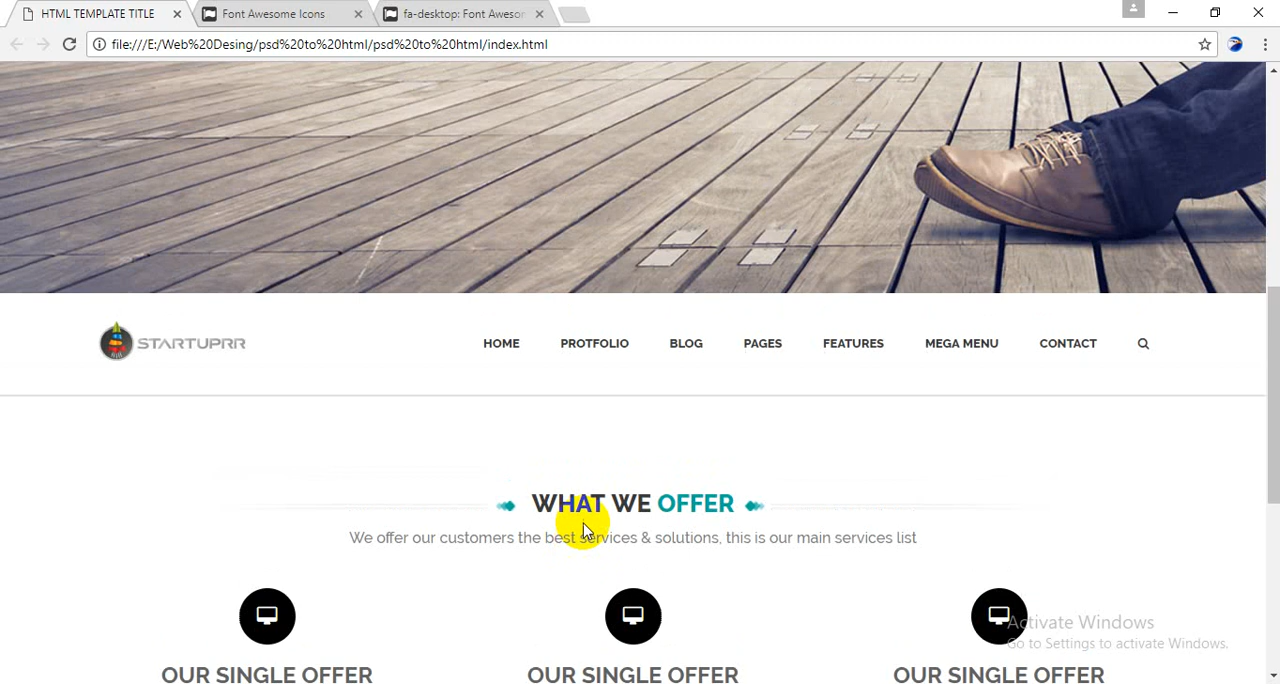 HTML TEMPLATE TITLE
Font Awesome Icons
fa-desktop: Font Aweso
file:///E:/Web%20Desing/psd%20to%20html/psd%20to%20html/index.html
STARTUPRR
HOME
PROTFOLIO
BLOG
PAGES
FEATURES
MEGA MENU
CONTACT
WHAT WE OFFER
We offer our customers the best services & solutions, this is our main services list
Activate Windows
Go to Settings to activate Windows.
OUR SINGLE OFFER
OUR SINGLE OFFER
OUR SINGLE OFFER